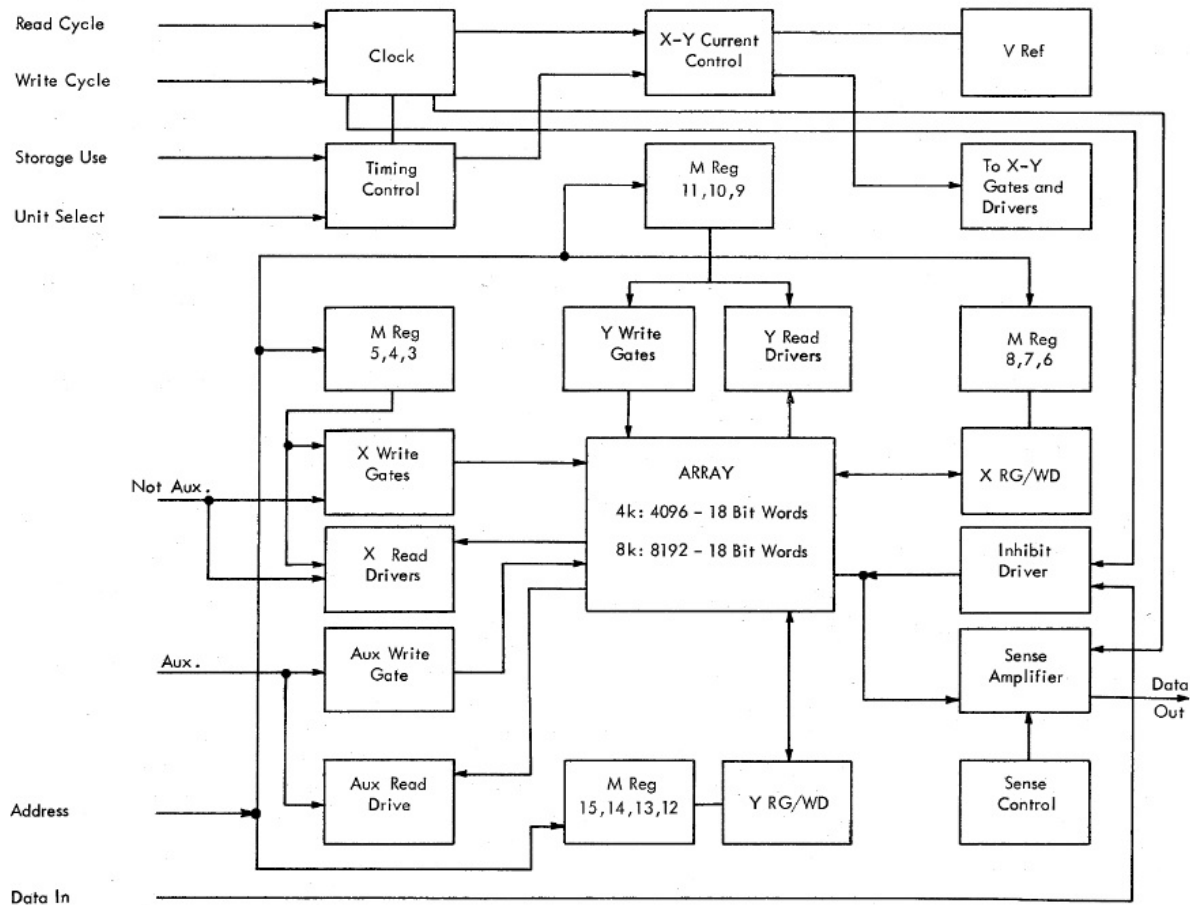 Read Cycle
Write Cycle
Storage Use
Unit Select
Clock
Timing
Control
X-Y Current
Control
V Ref
M Reg
11,10,9
To X-Y
Gates and
Drivers
M Reg
5,4,3
Y Write
Gates
Y Read
Drivers
M Reg
8,7,6
Not Aux.
X Write
Gates
X Read
Drivers
ARRAY
4k: 4096 - 18 Bit Words
8k: 8192 - 18 Bit Words
X RG/WD
Inhibit
Driver
Aux.
Aux Write
Gate
Sense
Amplifier
Data
Out
Address
Aux Read
Drive
M Reg
15,14,13,12
Y RG/WD
Sense
Control
Data In